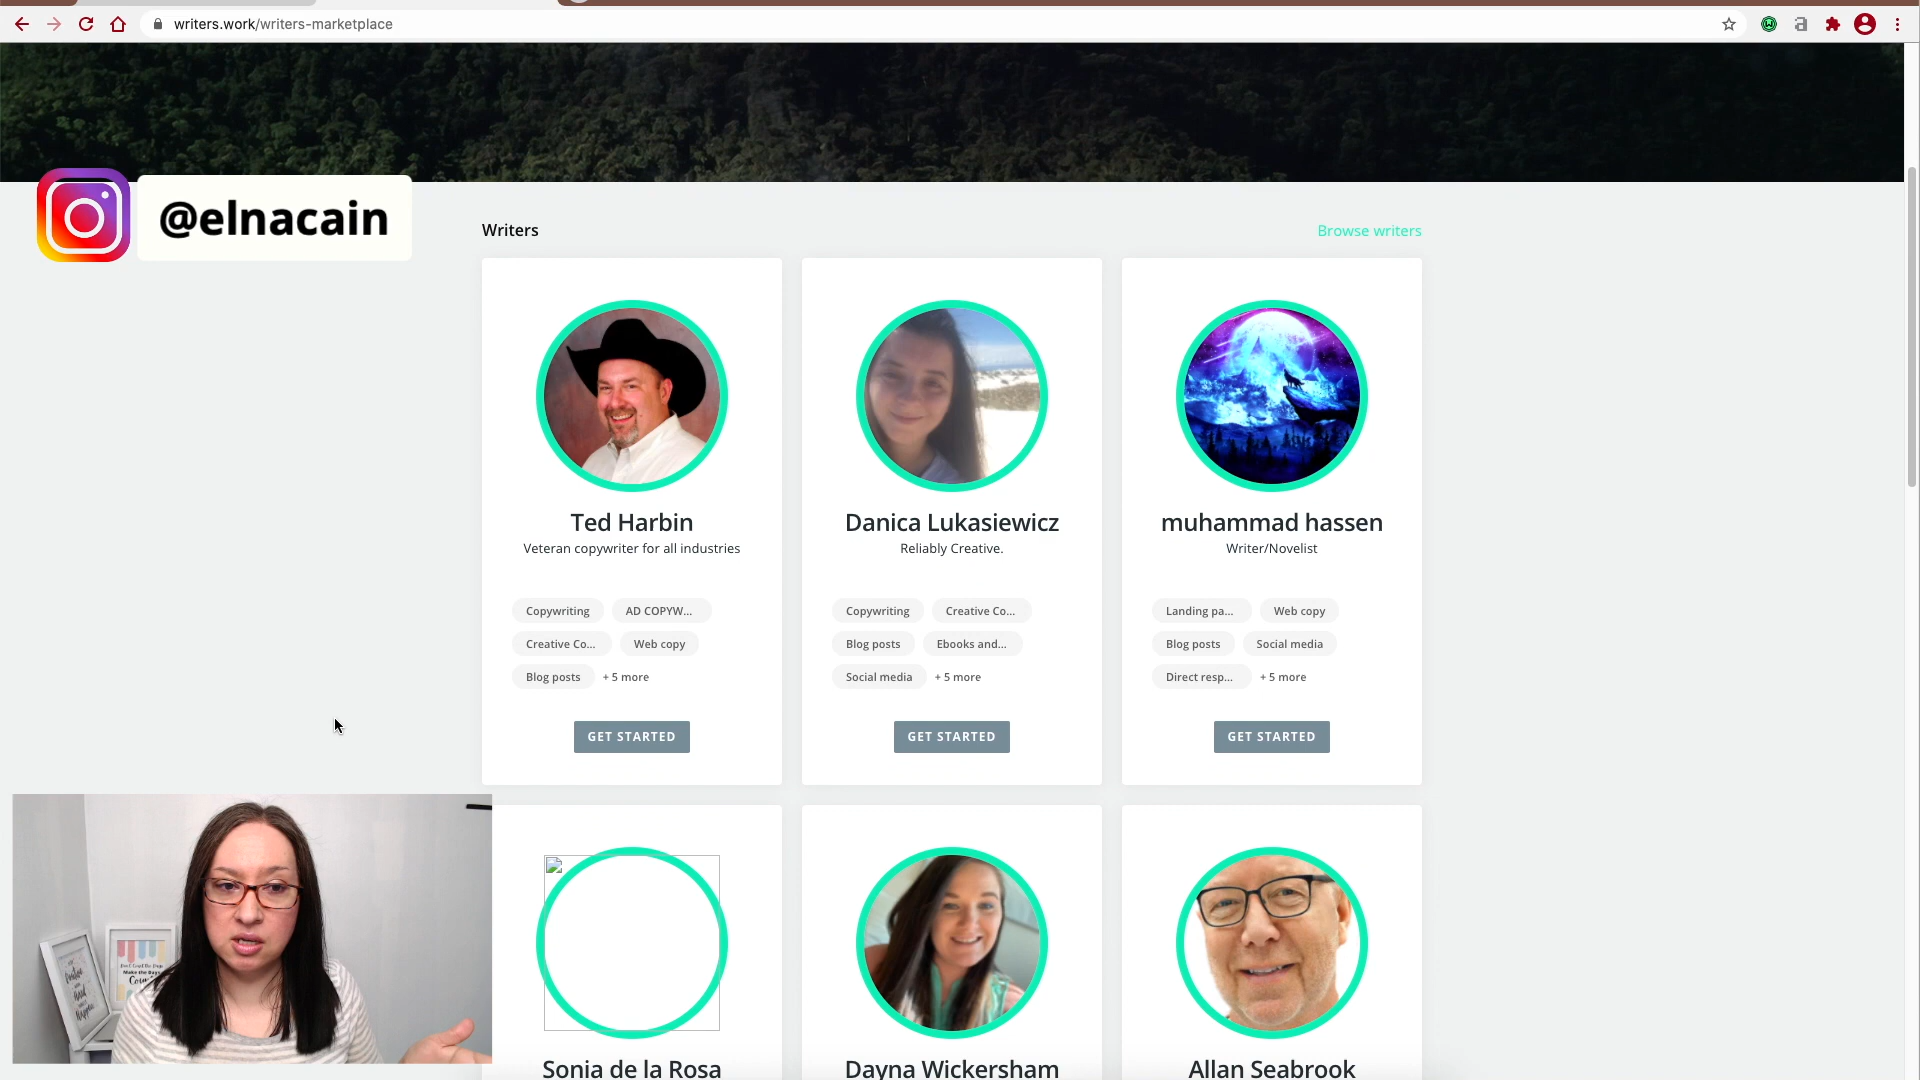 writers.work/writers-marketplace
@elnacain
Writers
Browse writers
Ted Harbin
Veteran copywriter for all industries
Copywriting
AD COPYW...
Creative Co...
Web copy
Blog posts
+ 5 more
GET STARTED
Danica Lukasiewicz
Reliably Creative.
Copywriting
Creative Co...
Blog posts
Ebooks and...
Social media
+ 5 more
GET STARTED
muhammad hassen
Writer/Novelist
Landing pa...
Web copy
Blog posts
Social media
Direct resp...
+ 5 more
GET STARTED
Sonia de la Rosa
Dayna Wickersham
Allan Seabrook
Make the Days